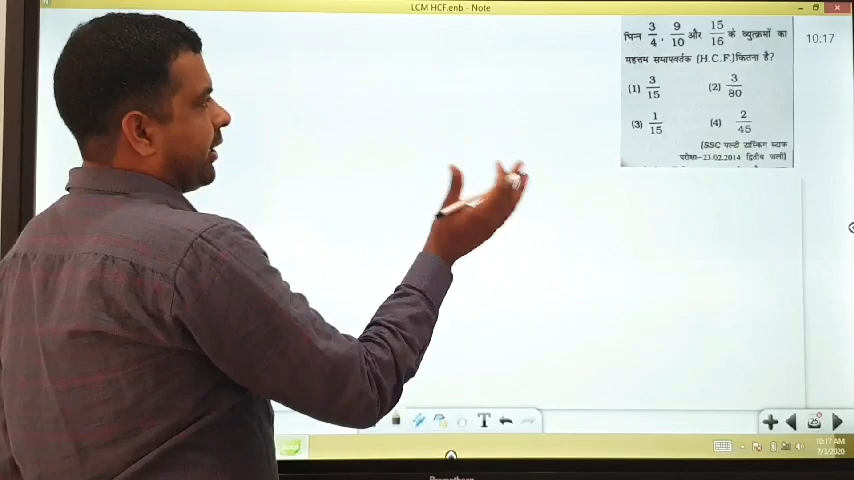 LCM HCF.enb - Note
भिन्न 3/4, 9/10 और 15/16 के व्युत्क्रमों का
महत्तम समापवर्तक (H.C.F.) कितना है?
(1) 3/15 (2) 3/80
(3) 1/15 (4) 2/45
(SSC मल्टी टास्किंग स्टाफ
परीक्षा-23.02.2014 द्वितीय पाली)
10:17
T
25
10:17 AM
7/3/2020
Promethean